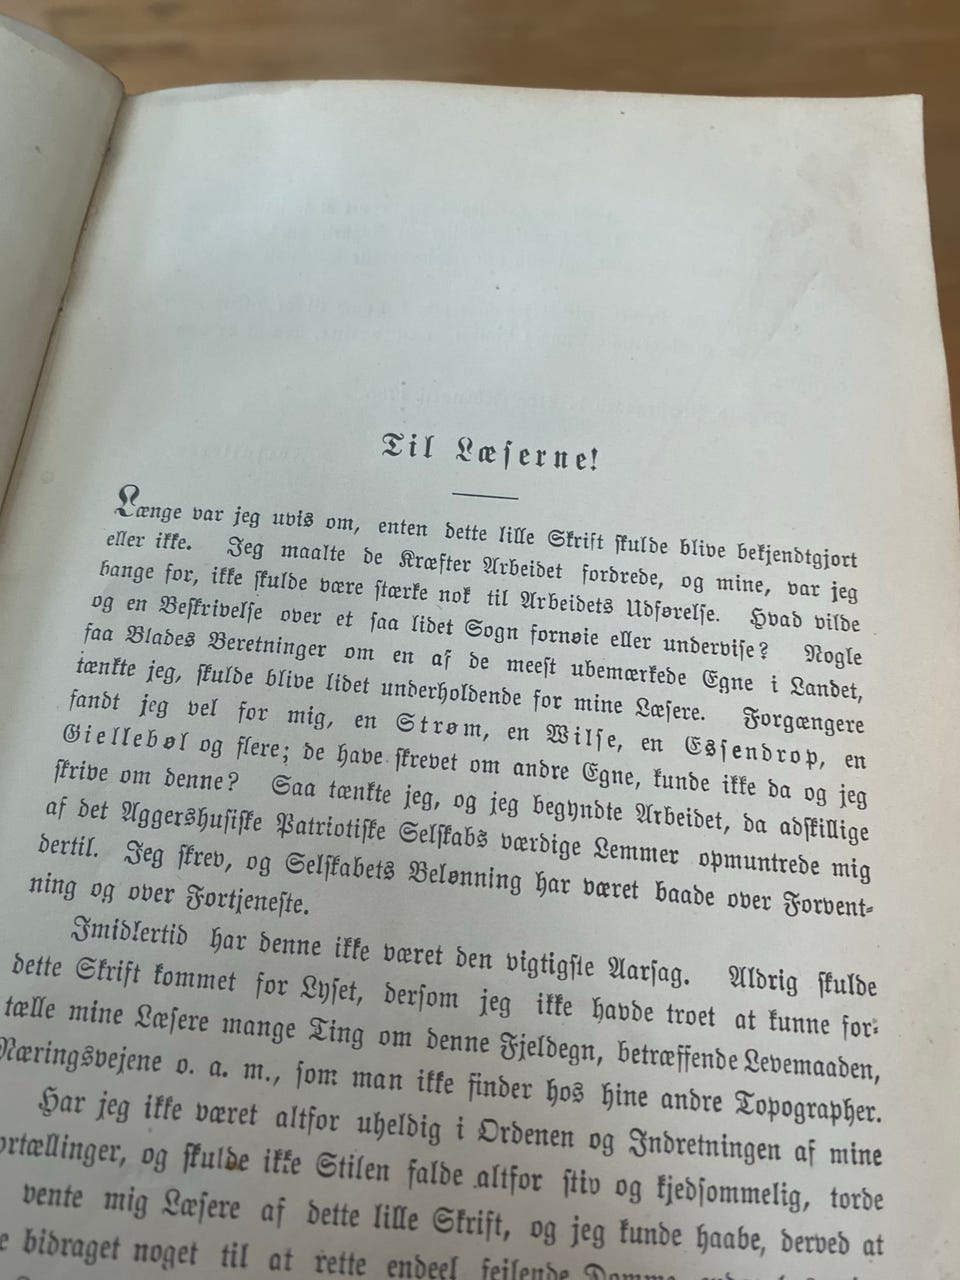 Til Læserne!
Længe var jeg uvis om, enten dette lille Skrift skulde blive bekjendtgjort
eller ikke. Jeg maalte de Kræfter Arbeidet fordrede, og mine, var jeg
bange for, ikke skulde være stærke nok til Arbeidets Udførelse. Hvad vilde
og en Beskrivelse over et saa lidet Sogn fornøie eller undervise? Nogle
faa Blades Beretninger om en af de meest ubemærkede Egne i Landet,
tænkte jeg, skulde blive lidet underholdende for mine Læsere. Forgængere
fandt jeg vel for mig, en Strøm, en Wilse, en Essendrop, en
Giellebøl og flere; de have skrevet om andre Egne, kunde ikke da og jeg
skrive om denne? Saa tænkte jeg, og jeg begyndte Arbeidet, da adskillige
af det Aggershusiske Patriotiske Selskabs værdige Lemmer opmuntrede mig
dertil. Jeg skrev, og Selskabets Belønning har været baade over Forvent-
ning og over Fortjeneste.
Imidlertid har denne ikke været den vigtigste Aarsag. Aldrig skulde
dette Skrift kommet for Lyset, dersom jeg ikke havde troet at kunne for-
tælle mine Læsere mange Ting om denne Fjeldegn, betræffende Levemaaden,
Næringsvejene o. a. m., som man ikke finder hos hine andre Topographer.
Har jeg ikke været altfor uheldig i Ordenen og Indretningen af mine
ortællinger, og skulde ikke Stilen falde altfor stiv og kjedsommelig, torde
vente mig Læsere af dette lille Skrift, og jeg kunde haabe, derved at
e bidraget noget til at rette endeel feilende Domme